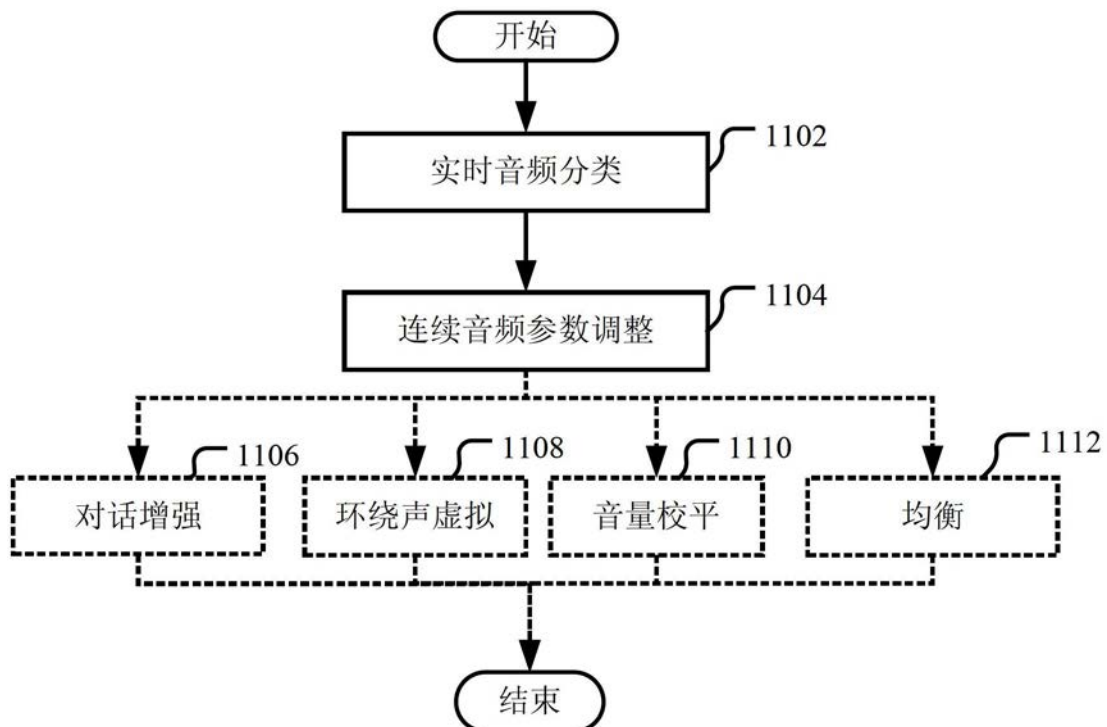 开始
1102
实时音频分类
1104
连续音频参数调整
1106
1108
1110
1112
对话增强
环绕声虚拟
音量校平
均衡
结束